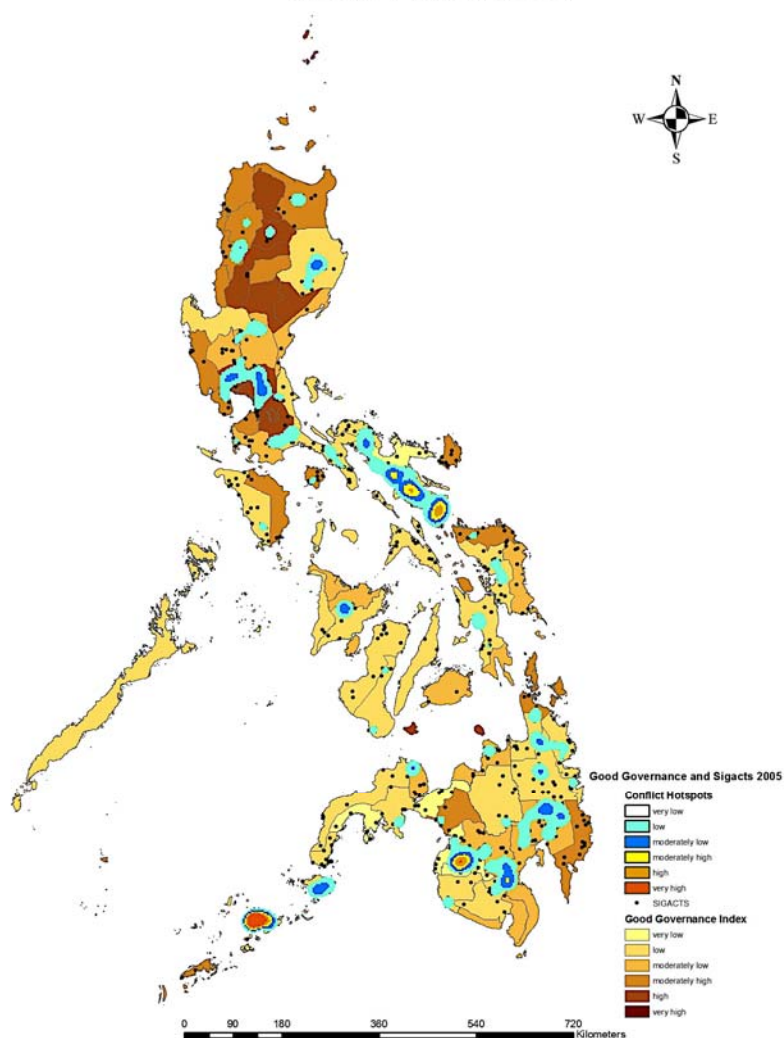 N
W E
S
Good Governance and Sigacts 2005
Conflict Hotspots
very low
low
moderately low
moderately high
high
very high
SIGACTS
Good Governance Index
very low
low
moderately low
moderately high
high
very high
0 90 180 360 540 720
Kilometers